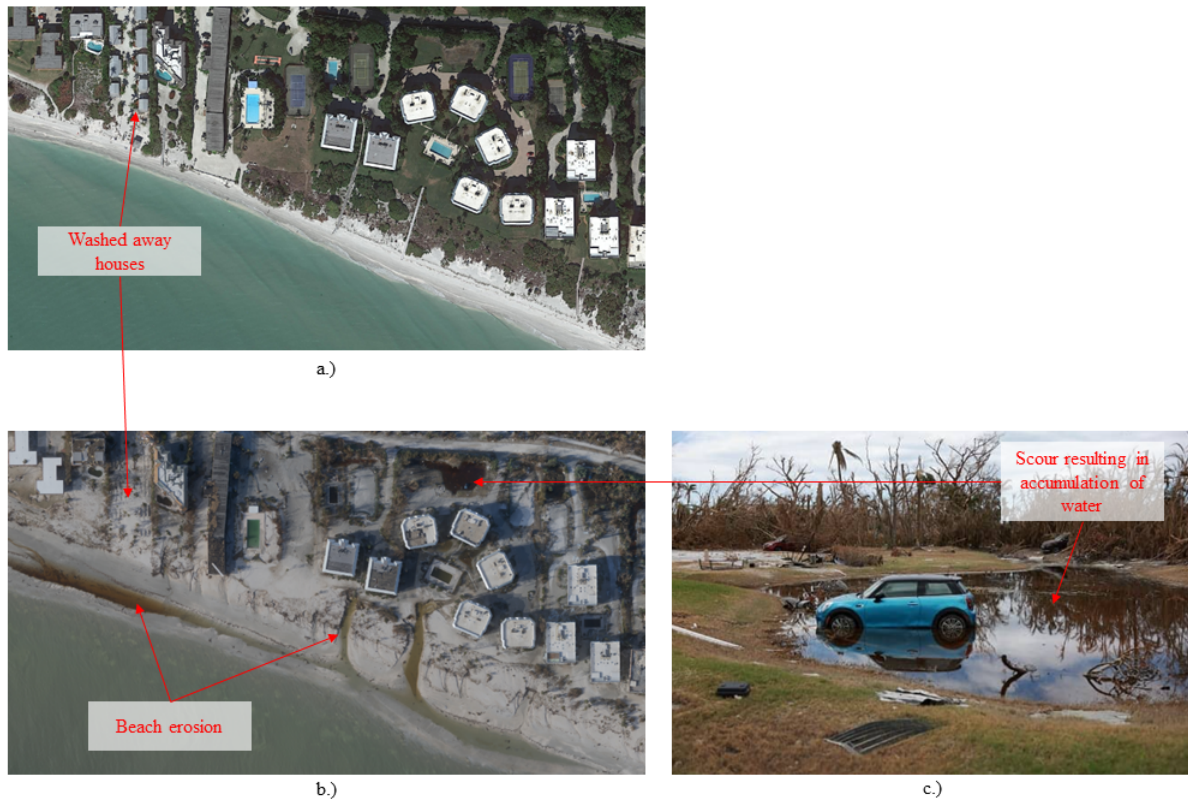 Washed away
houses
a.)
Scour resulting in
accumulation of
water
Beach erosion
b.)
c.)